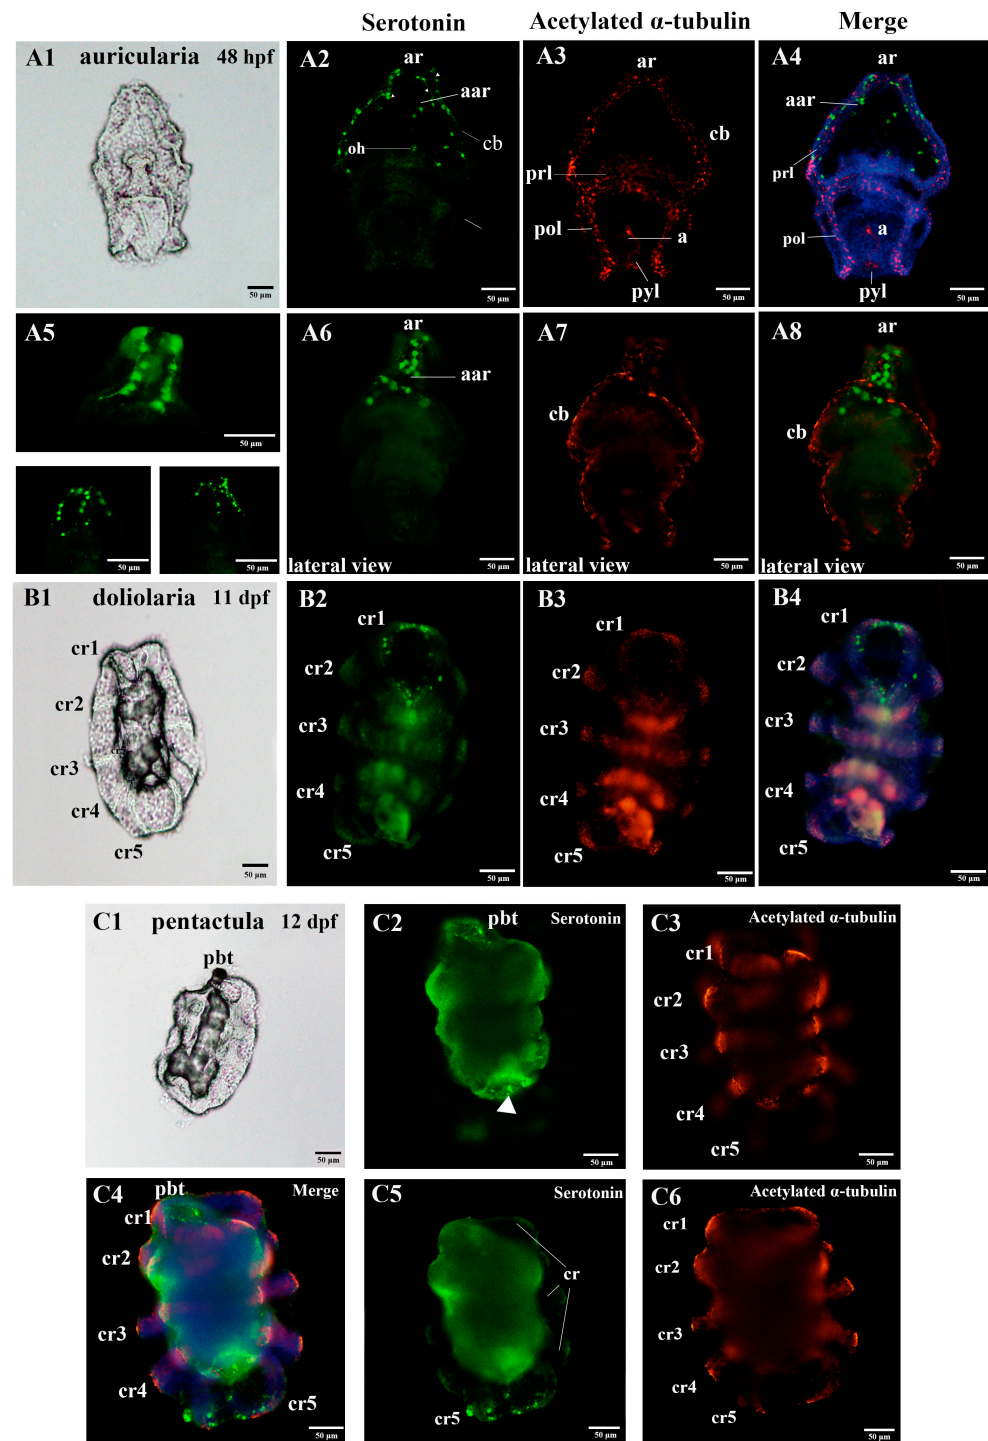 Serotonin Acetylated α-tubulin Merge
A1 auricularia 48 hpf
50 µm
A2
ar
aar
cb
oh
50 µm
A3
ar
cb
prl
pol
a
pyl
50 µm
A4
ar
aar
prl
a
pol
pyl
50 µm
A5
50 µm
50 µm
50 µm
A6
ar
aar
lateral view
50 µm
A7
cb
lateral view
50 µm
A8
ar
cb
lateral view
50 µm
B1 doliolaria 11 dpf
cr1
cr2
cr5
cr3
cr4
cr5
50 µm
B2
cr1
cr2
cr3
cr4
cr5
50 µm
B3
cr1
cr2
cr3
cr4
cr5
50 µm
B4
cr1
cr2
cr3
cr4
cr5
50 µm
C1 pentactula 12 dpf
pbt
50 µm
C2 pbt Serotonin
50 µm
C3 Acetylated α-tubulin
cr1
cr2
cr3
cr4
cr5
50 µm
C4 pbt Merge
cr1
cr2
cr3
cr4
cr5
50 µm
C5 Serotonin
cr
cr5
50 µm
C6 Acetylated α-tubulin
cr1
cr2
cr3
cr4
cr5
50 µm